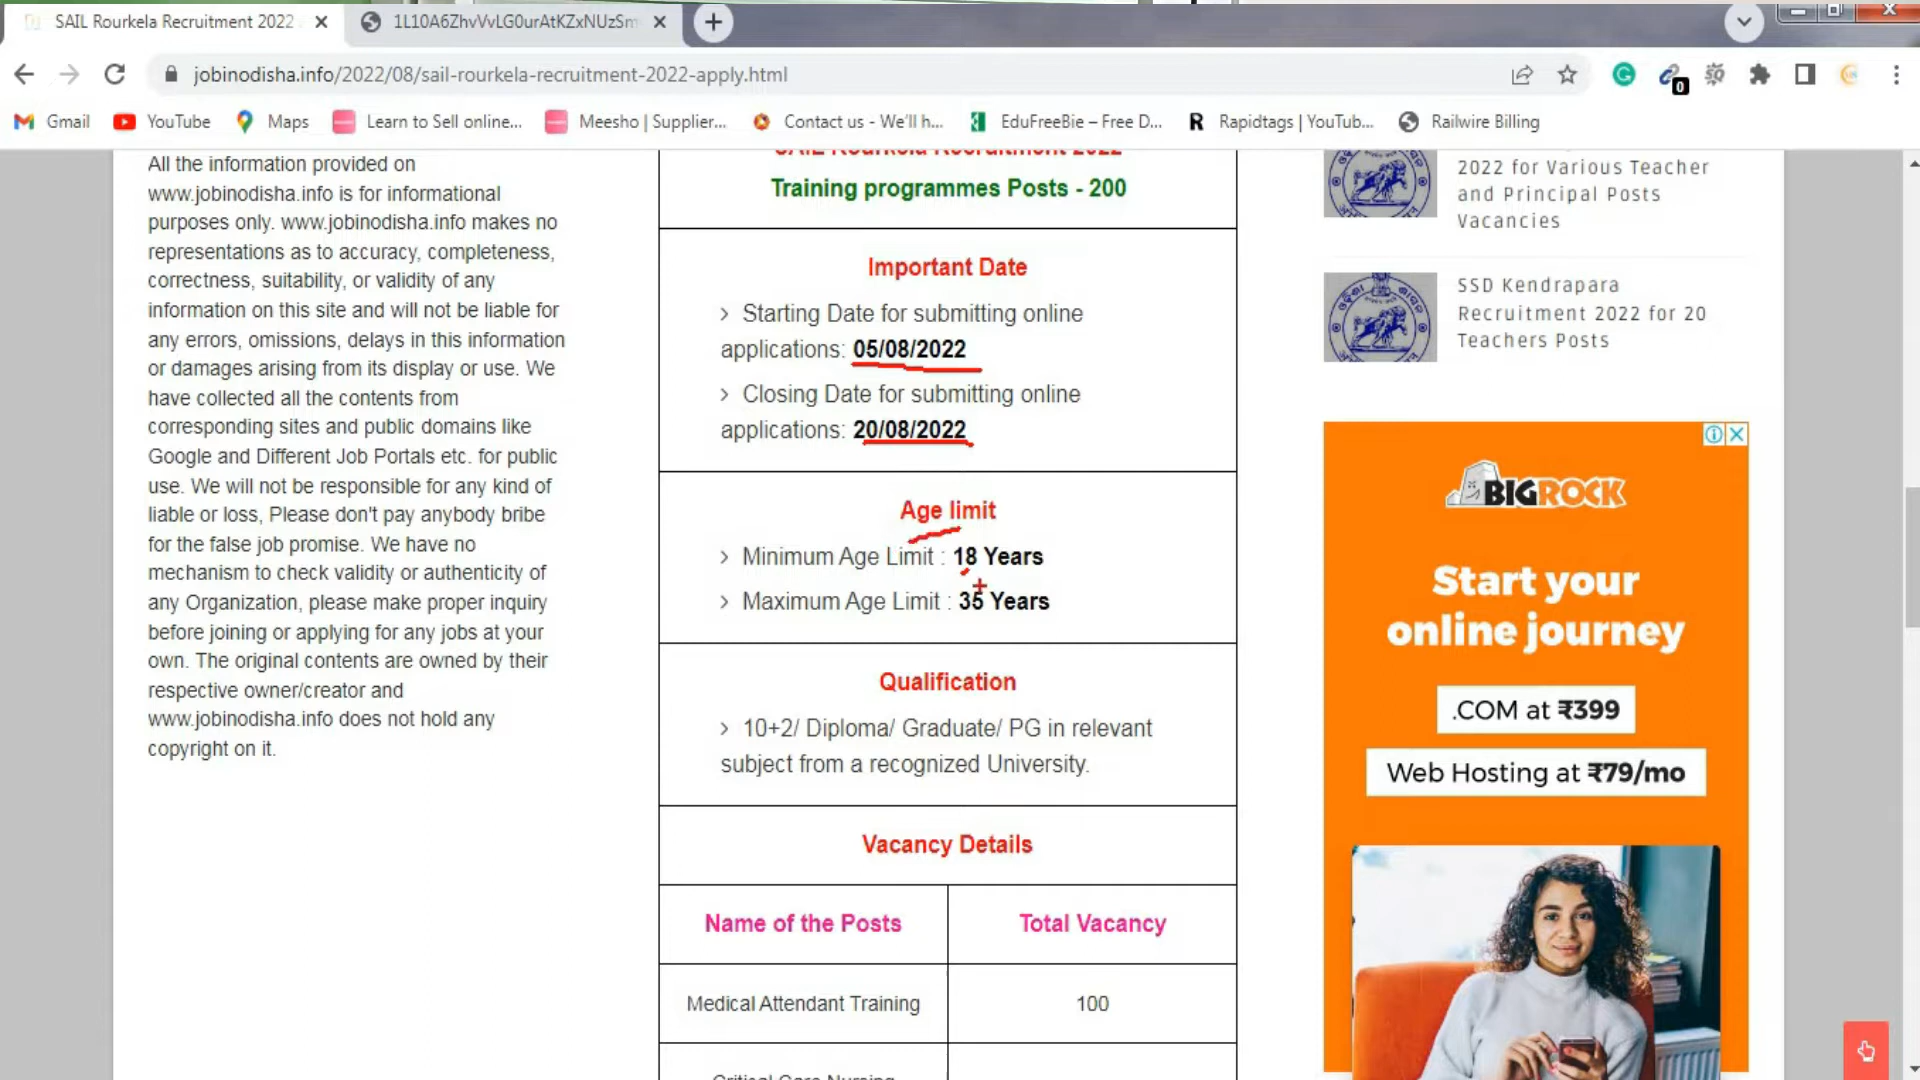 SAIL Rourkela Recruitment 2022
1L10A6ZhvVvLG0urAtKZxNUzSm
jobinodisha.info/2022/08/sail-rourkela-recruitment-2022-apply.html
0
Gmail
YouTube
Maps
Learn to Sell online...
Meesho | Supplier...
Contact us - We'll h...
EduFreeBie – Free D...
Rapidtags | YouTub...
Railwire Billing
All the information provided on
www.jobinodisha.info is for informational
purposes only. www.jobinodisha.info makes no
representations as to accuracy, completeness,
correctness, suitability, or validity of any
information on this site and will not be liable for
any errors, omissions, delays in this information
or damages arising from its display or use. We
have collected all the contents from
corresponding sites and public domains like
Google and Different Job Portals etc. for public
use. We will not be responsible for any kind of
liable or loss, Please don't pay anybody bribe
for the false job promise. We have no
mechanism to check validity or authenticity of
any Organization, please make proper inquiry
before joining or applying for any jobs at your
own. The original contents are owned by their
respective owner/creator and
www.jobinodisha.info does not hold any
copyright on it.
SAIL Rourkela Recruitment 2022
Training programmes Posts - 200
Important Date
Starting Date for submitting online
applications: 05/08/2022
Closing Date for submitting online
applications: 20/08/2022
Age limit
Minimum Age Limit : 18 Years
Maximum Age Limit : 35 Years
Qualification
10+2/ Diploma/ Graduate/ PG in relevant
subject from a recognized University.
Vacancy Details
Name of the Posts Total Vacancy
Medical Attendant Training 100
Critical Care Nursing
2022 for Various Teacher
and Principal Posts
Vacancies
SSD Kendrapara
Recruitment 2022 for 20
Teachers Posts
BIGROCK
Start your
online journey
.COM at ₹399
Web Hosting at ₹79/mo